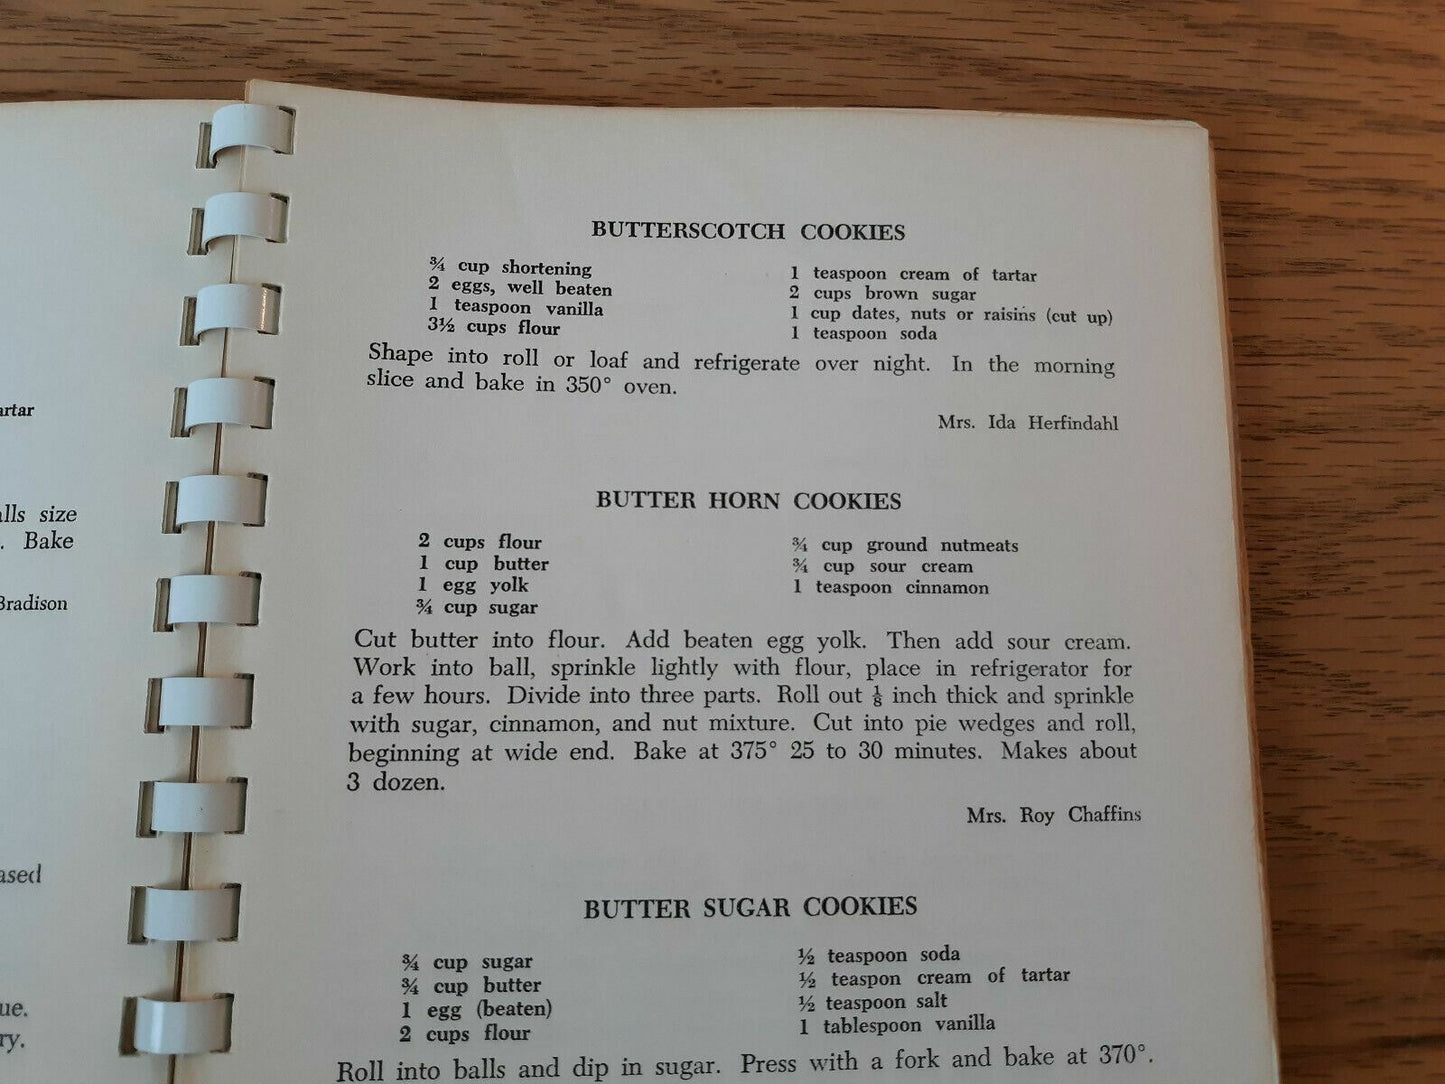 artar
alls size
. Bake
Bradison
ased
ue.
ry.
BUTTERSCOTCH COOKIES
¾ cup shortening
2 eggs, well beaten
1 teaspoon vanilla
3½ cups flour
1 teaspoon cream of tartar
2 cups brown sugar
1 cup dates, nuts or raisins (cut up)
1 teaspoon soda
Shape into roll or loaf and refrigerate over night. In the morning
slice and bake in 350° oven.
Mrs. Ida Herfindahl
BUTTER HORN COOKIES
2 cups flour
1 cup butter
1 egg yolk
¾ cup sugar
¾ cup ground nutmeats
¾ cup sour cream
1 teaspoon cinnamon
Cut butter into flour. Add beaten egg yolk. Then add sour cream.
Work into ball, sprinkle lightly with flour, place in refrigerator for
a few hours. Divide into three parts. Roll out ⅛ inch thick and sprinkle
with sugar, cinnamon, and nut mixture. Cut into pie wedges and roll,
beginning at wide end. Bake at 375° 25 to 30 minutes. Makes about
3 dozen.
Mrs. Roy Chaffins
BUTTER SUGAR COOKIES
¾ cup sugar
¾ cup butter
1 egg (beaten)
2 cups flour
½ teaspoon soda
½ teaspon cream of tartar
½ teaspoon salt
1 tablespoon vanilla
Roll into balls and dip in sugar. Press with a fork and bake at 370°.